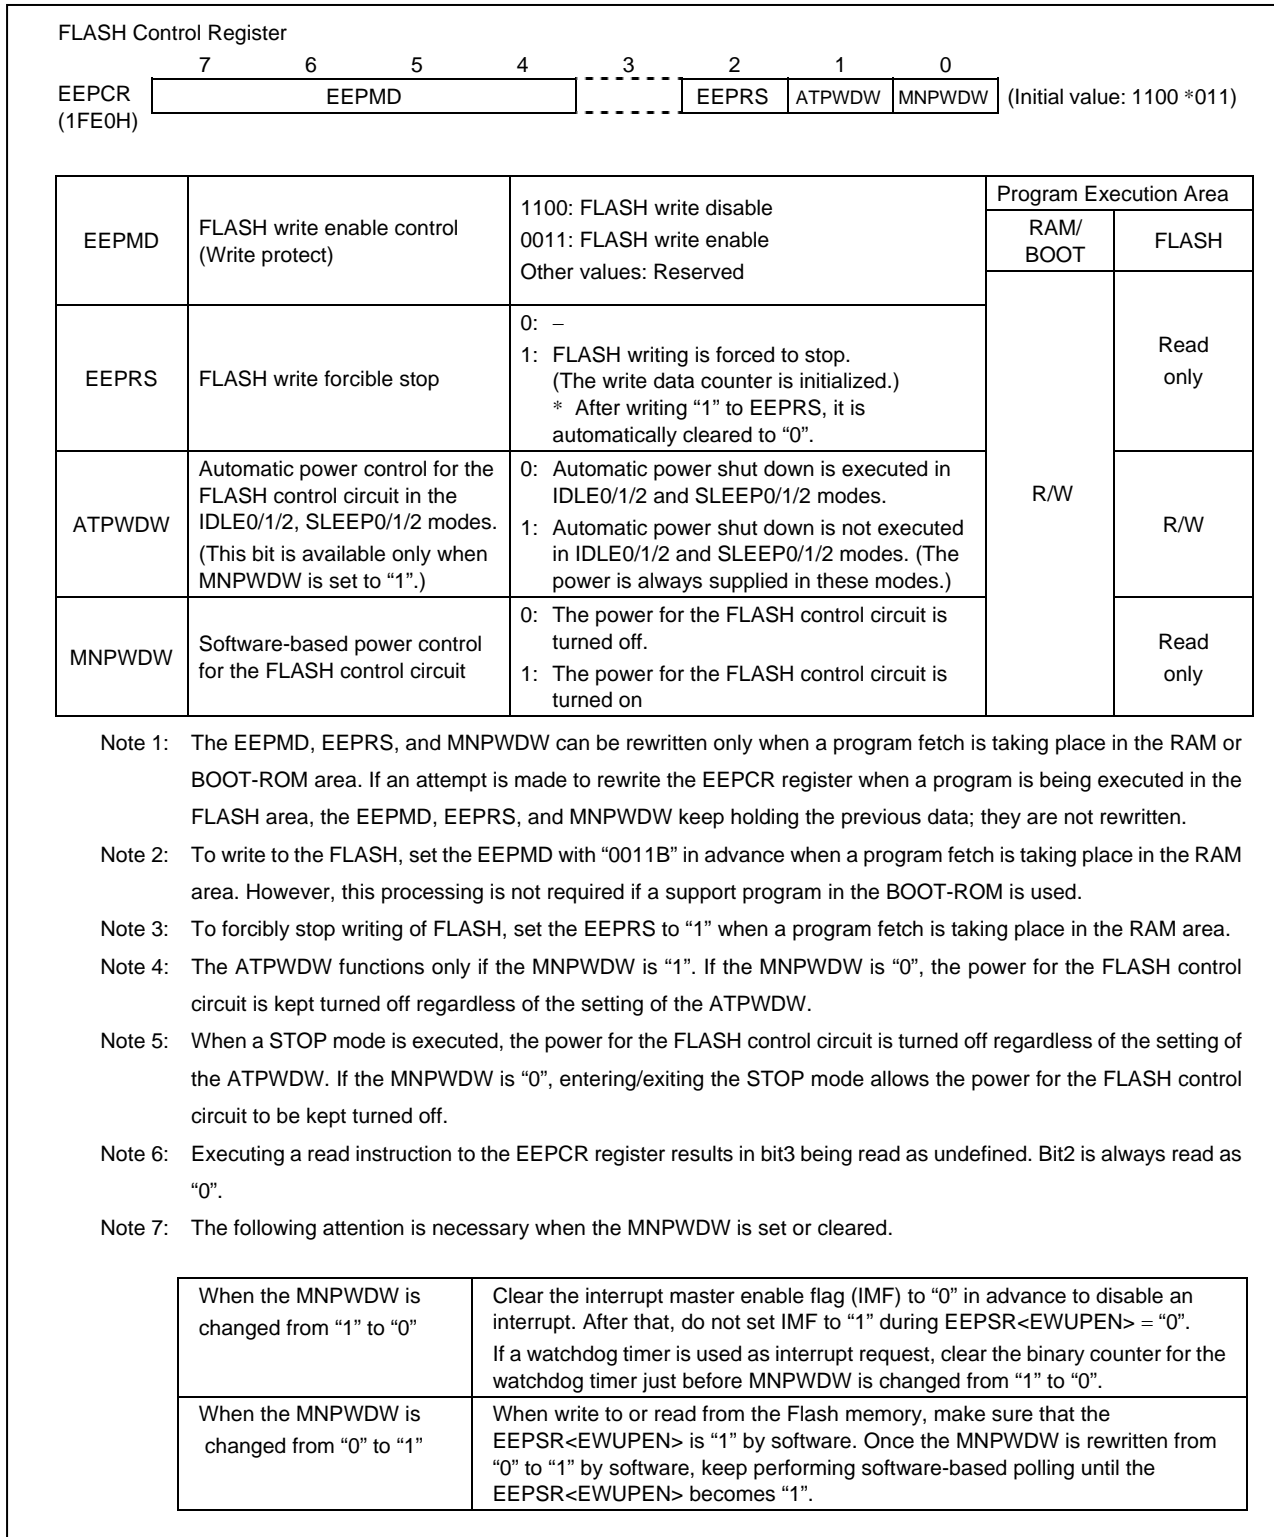 FLASH Control Register
7 6 5 4 3 2 1 0
EEPCR EEPMD EEPRS ATPWDW MNPWDW (Initial value: 1100 *011)
(1FE0H)
EEPMD
FLASH write enable control
(Write protect)
1100: FLASH write disable
0011: FLASH write enable
Other values: Reserved
Program Execution Area
RAM/
BOOT
FLASH
EEPRS
FLASH write forcible stop
0: –
1: FLASH writing is forced to stop.
(The write data counter is initialized.)
* After writing “1” to EEPRS, it is
automatically cleared to “0”.
Read
only
ATPWDW
Automatic power control for the
FLASH control circuit in the
IDLE0/1/2, SLEEP0/1/2 modes.
(This bit is available only when
MNPWDW is set to “1”.)
0: Automatic power shut down is executed in
IDLE0/1/2 and SLEEP0/1/2 modes.
1: Automatic power shut down is not executed
in IDLE0/1/2 and SLEEP0/1/2 modes. (The
power is always supplied in these modes.)
R/W
R/W
MNPWDW
Software-based power control
for the FLASH control circuit
0: The power for the FLASH control circuit is
turned off.
1: The power for the FLASH control circuit is
turned on
Read
only
Note 1: The EEPMD, EEPRS, and MNPWDW can be rewritten only when a program fetch is taking place in the RAM or
BOOT-ROM area. If an attempt is made to rewrite the EEPCR register when a program is being executed in the
FLASH area, the EEPMD, EEPRS, and MNPWDW keep holding the previous data; they are not rewritten.
Note 2: To write to the FLASH, set the EEPMD with “0011B” in advance when a program fetch is taking place in the RAM
area. However, this processing is not required if a support program in the BOOT-ROM is used.
Note 3: To forcibly stop writing of FLASH, set the EEPRS to “1” when a program fetch is taking place in the RAM area.
Note 4: The ATPWDW functions only if the MNPWDW is “1”. If the MNPWDW is “0”, the power for the FLASH control
circuit is kept turned off regardless of the setting of the ATPWDW.
Note 5: When a STOP mode is executed, the power for the FLASH control circuit is turned off regardless of the setting of
the ATPWDW. If the MNPWDW is “0”, entering/exiting the STOP mode allows the power for the FLASH control
circuit to be kept turned off.
Note 6: Executing a read instruction to the EEPCR register results in bit3 being read as undefined. Bit2 is always read as
“0”.
Note 7: The following attention is necessary when the MNPWDW is set or cleared.
When the MNPWDW is
changed from “1” to “0”
Clear the interrupt master enable flag (IMF) to “0” in advance to disable an
interrupt. After that, do not set IMF to “1” during EEPSR<EWUPEN> = “0”.
If a watchdog timer is used as interrupt request, clear the binary counter for the
watchdog timer just before MNPWDW is changed from “1” to “0”.
When the MNPWDW is
changed from “0” to “1”
When write to or read from the Flash memory, make sure that the
EEPSR<EWUPEN> is “1” by software. Once the MNPWDW is rewritten from
“0” to “1” by software, keep performing software-based polling until the
EEPSR<EWUPEN> becomes “1”.